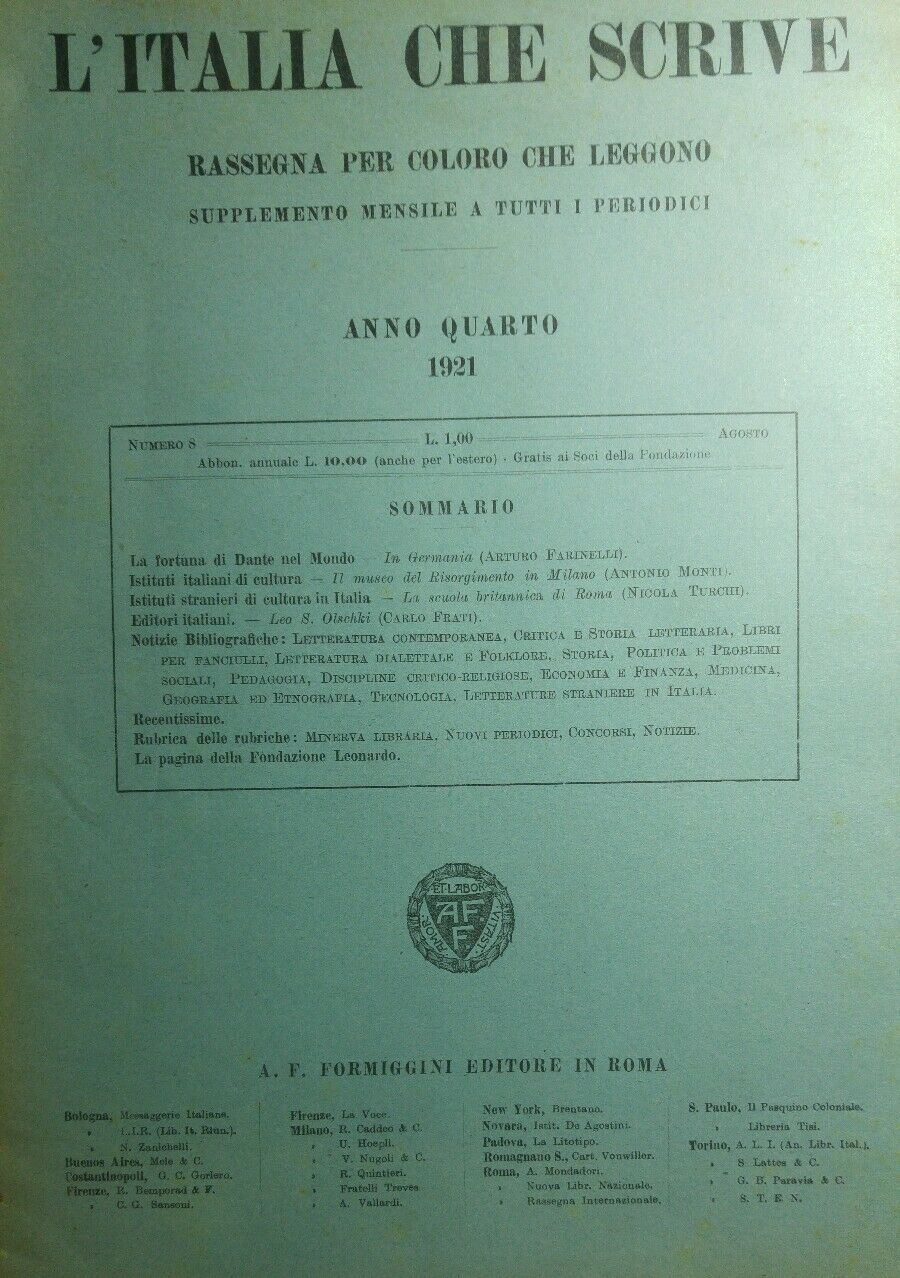 L'ITALIA CHE SCRIVE
RASSEGNA PER COLORO CHE LEGGONO
SUPPLEMENTO MENSILE A TUTTI I PERIODICI
ANNO QUARTO
1921
NUMERO 8 L. 1,00 AGOSTO
Abbon. annuale L. 10.00 (anche per l'estero) - Gratis ai Soci della Fondazione
SOMMARIO
La fortuna di Dante nel Mondo — In Germania (ARTURO FARINELLI).
Istituti italiani di cultura — Il museo del Risorgimento in Milano (ANTONIO MONTI).
Istituti stranieri di cultura in Italia — La scuola britannica di Roma (NICOLA TURCHI).
Editori italiani. — Leo S. Olschki (CARLO FRATI).
Notizie Bibliografiche: LETTERATURA CONTEMPORANEA, CRITICA E STORIA LETTERARIA, LIBRI
PER FANCIULLI, LETTERATURA DIALETTALE E FOLKLORE, STORIA, POLITICA E PROBLEMI
SOCIALI, PEDAGOGIA, DISCIPLINE CRITICO-RELIGIOSE, ECONOMIA E FINANZA, MEDICINA,
GEOGRAFIA ED ETNOGRAFIA, TECNOLOGIA, LETTERATURE STRANIERE IN ITALIA.
Recentissime.
Rubrica delle rubriche: MINERVA LIBRARIA, NUOVI PERIODICI, CONCORSI, NOTIZIE.
La pagina della Fondazione Leonardo.
AMOR ET LABOR VITAST
A F F
A. F. FORMIGGINI EDITORE IN ROMA
Bologna, Messaggerie Italiane.
" L.I.R. (Lib. It. Riun.).
" N. Zanichelli.
Buenos Aires, Mele & C.
Costantinopoli, G. C. Gorlero.
Firenze, R. Bemporad & F.
" C. G. Sansoni.
Firenze, La Voce.
Milano, R. Caddeo & C.
" U. Hoepli.
" V. Nugoli & C.
" R. Quintieri.
" Fratelli Treves
" A. Vallardi.
New York, Brentano.
Novara, Istit. De Agostini.
Padova, La Litotipo.
Romagnano S., Cart. Vonwiller.
Roma, A. Mondadori.
" Nuova Libr. Nazionale.
" Rassegna Internazionale.
S. Paulo, Il Pasquino Coloniale.
" Libreria Tisi.
Torino, A. L. I. (An. Libr. Ital.).
" S. Lattes & C.
" G. B. Paravia & C.
" S. T. E. N.